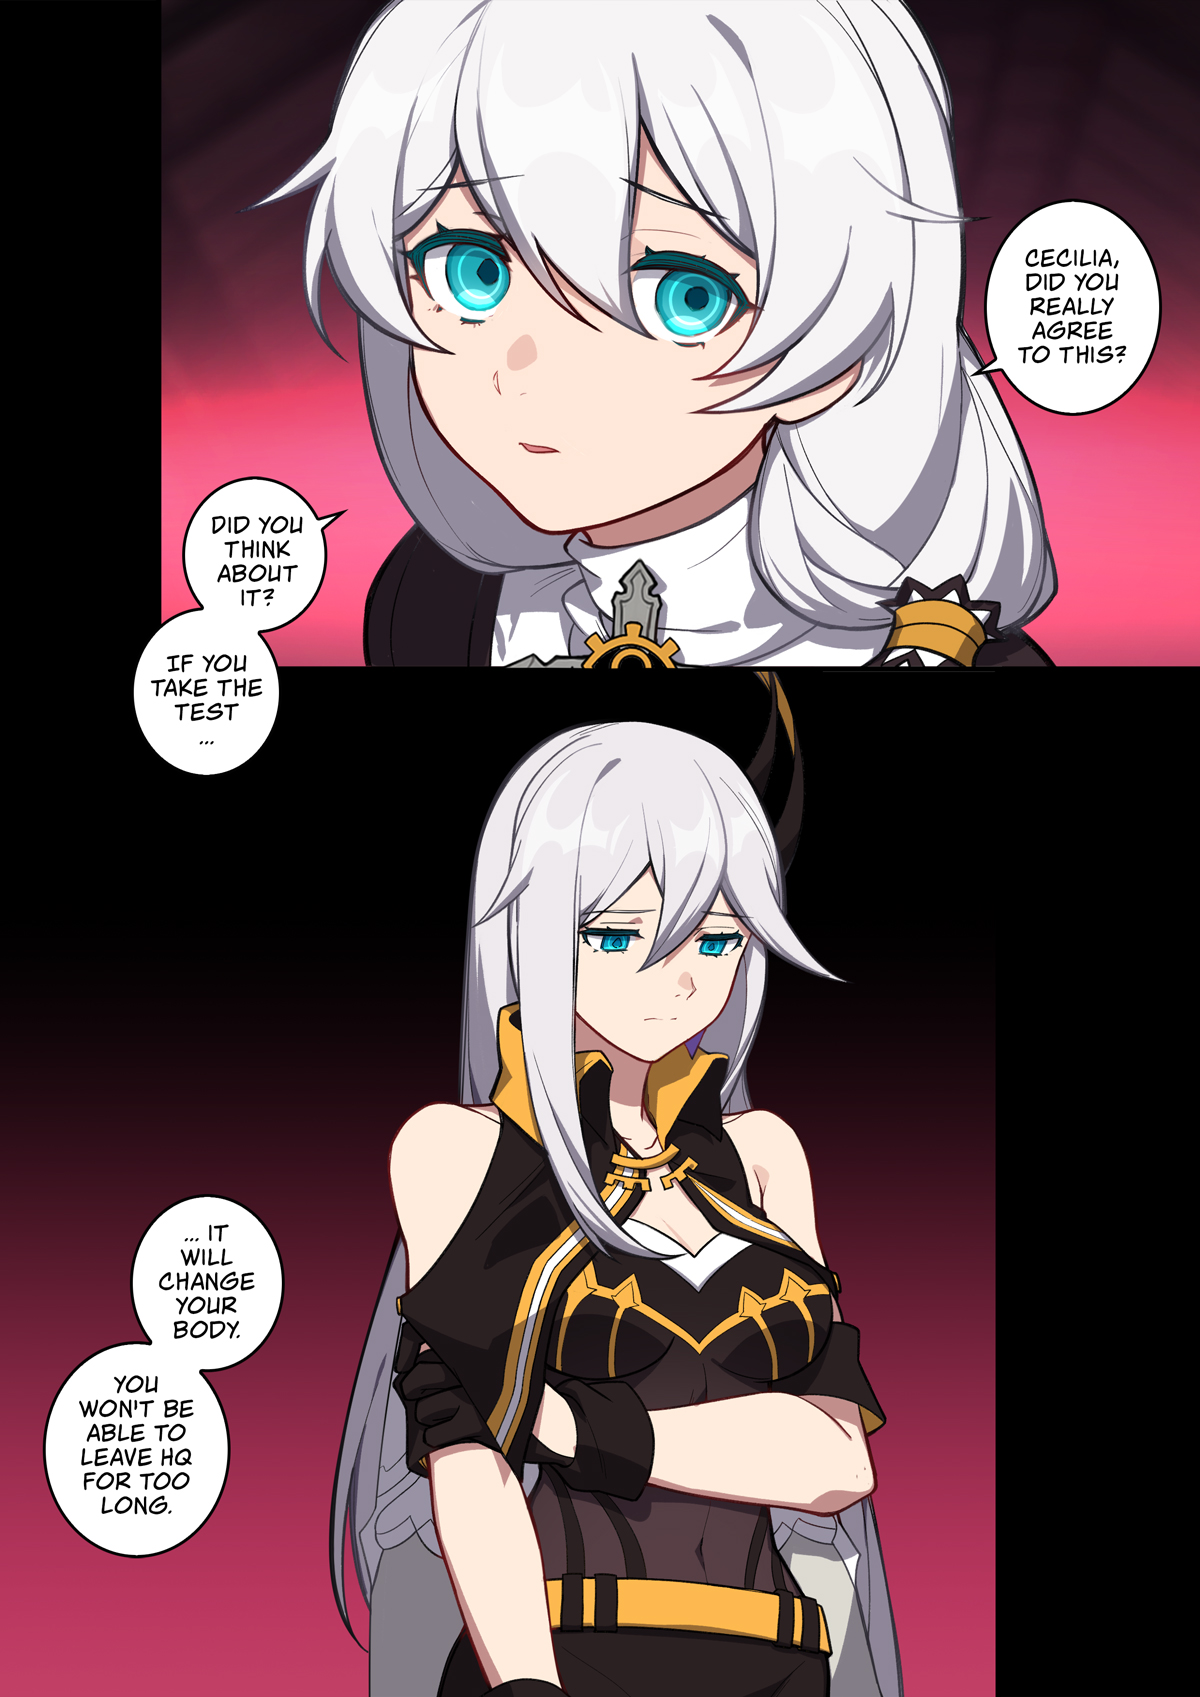 CECILIA,
DID YOU
REALLY
AGREE
TO THIS?
DID YOU
THINK
ABOUT
IT?
IF YOU
TAKE THE
TEST
...
... IT
WILL
CHANGE
YOUR
BODY.
YOU
WON'T BE
ABLE TO
LEAVE HQ
FOR TOO
LONG.